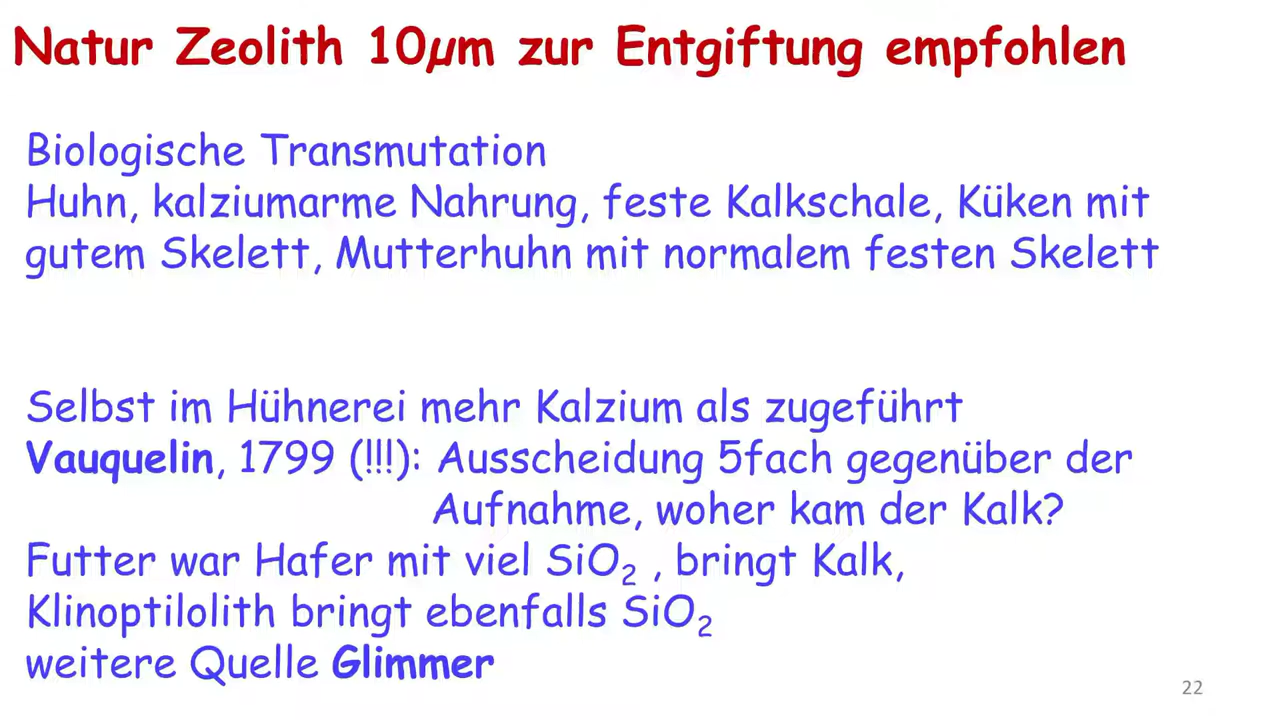 Natur Zeolith 10µm zur Entgiftung empfohlen
Biologische Transmutation
Huhn, kalziumarme Nahrung, feste Kalkschale, Küken mit
gutem Skelett, Mutterhuhn mit normalem festen Skelett
Selbst im Hühnerei mehr Kalzium als zugeführt
Vauquelin, 1799 (!!!): Ausscheidung 5fach gegenüber der
Aufnahme, woher kam der Kalk?
Futter war Hafer mit viel SiO₂ , bringt Kalk,
Klinoptilolith bringt ebenfalls SiO₂
weitere Quelle Glimmer
22